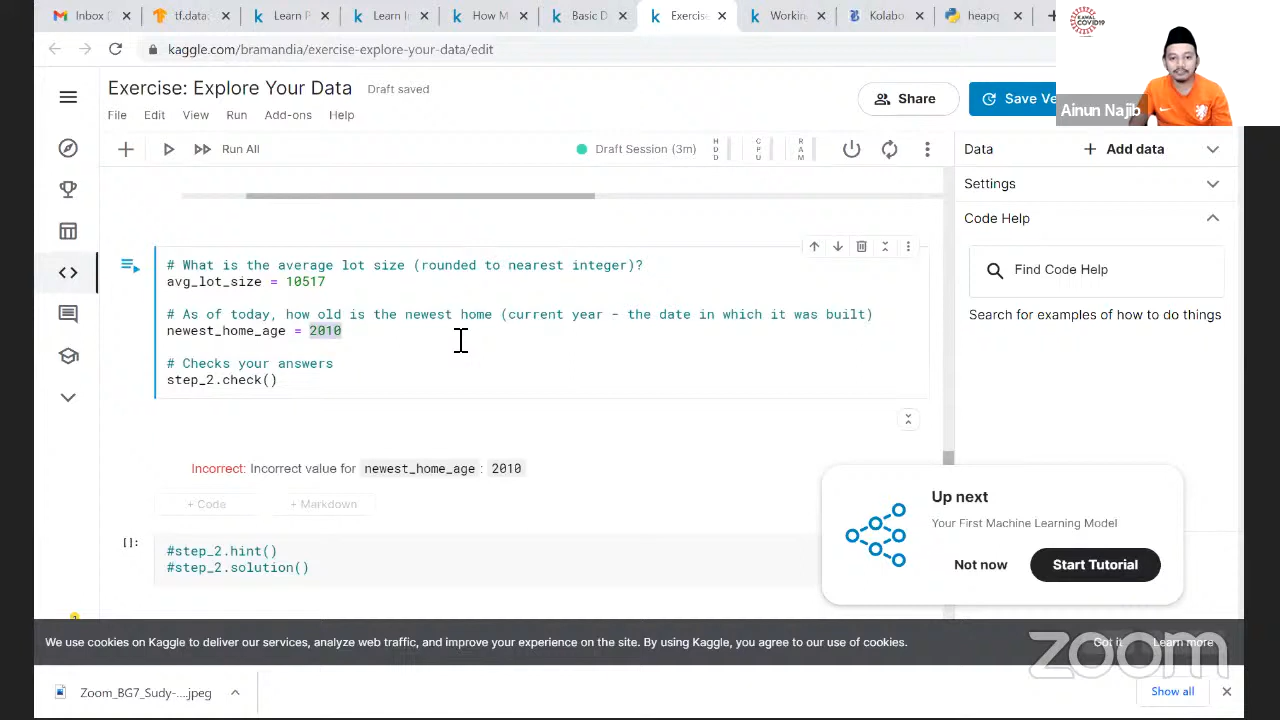 Inbox (
tf.data:
Learn P
Learn I
How M
Basic D
Exercise
Workin
Kolabo
heapq
kaggle.com/bramandia/exercise-explore-your-data/edit
KAWAL
COVID19
Ainun Najib
Exercise: Explore Your Data
Draft saved
Share
Save Ve
File
Edit
View
Run
Add-ons
Help
Run All
Draft Session (3m)
HDD
CPU
RAM
Data
Add data
Settings
Code Help
Find Code Help
Search for examples of how to do things
# What is the average lot size (rounded to nearest integer)?
avg_lot_size = 10517
# As of today, how old is the newest home (current year - the date in which it was built)
newest_home_age = 2010
# Checks your answers
step_2.check()
Incorrect: Incorrect value for newest_home_age : 2010
+ Code
+ Markdown
[]:
#step_2.hint()
#step_2.solution()
Up next
Your First Machine Learning Model
Not now
Start Tutorial
We use cookies on Kaggle to deliver our services, analyze web traffic, and improve your experience on the site. By using Kaggle, you agree to our use of cookies.
Got it
Learn more
zoom
Zoom_BG7_Sudy-....jpeg
Show all